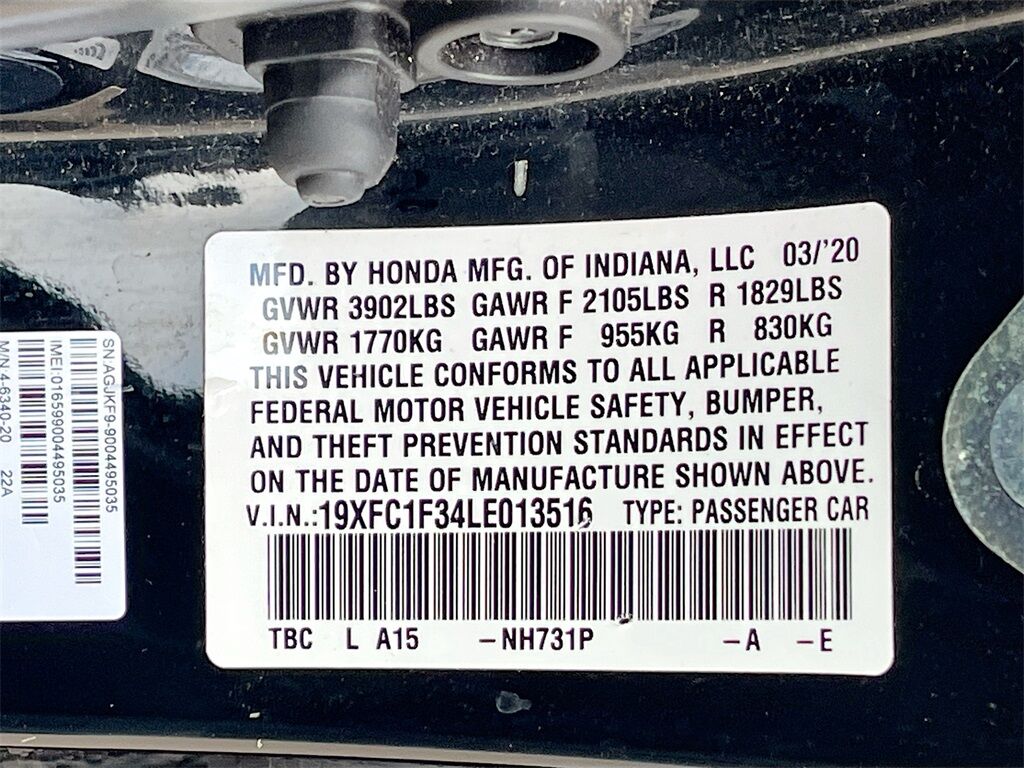 MFD. BY HONDA MFG. OF INDIANA, LLC 03/'20
GVWR 3902LBS GAWR F 2105LBS R 1829LBS
GVWR 1770KG GAWR F 955KG R 830KG
THIS VEHICLE CONFORMS TO ALL APPLICABLE
FEDERAL MOTOR VEHICLE SAFETY, BUMPER,
AND THEFT PREVENTION STANDARDS IN EFFECT
ON THE DATE OF MANUFACTURE SHOWN ABOVE.
V.I.N.:19XFC1F34LE013516 TYPE: PASSENGER CAR
TBC L A15 –NH731P –A –E
SN:AGJKF9-9004495035
IMEI:016599004495035
M/N:4-6340-20 22A